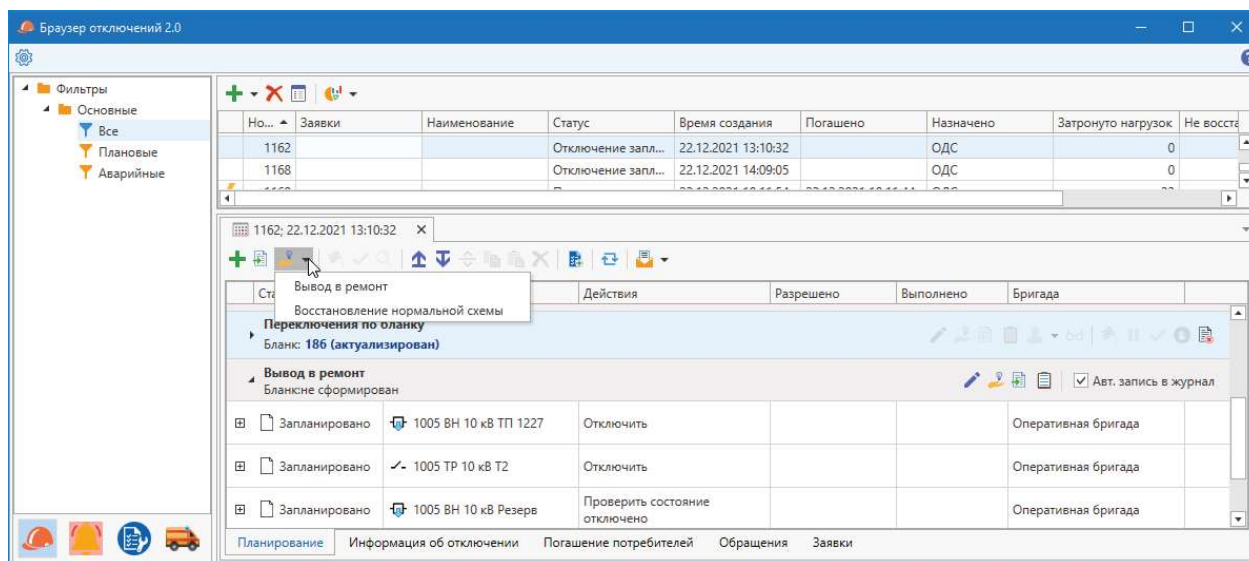 Браузер отключений 2.0
Фильтры
Основные
Все
Плановые
Аварийные
Но... Заявки Наименование Статус Время создания Погашено Назначено Затронуто нагрузок Не восста
1162 Отключение запл... 22.12.2021 13:10:32 ОДС 0
1168 Отключение запл... 22.12.2021 14:09:05 ОДС 0
1162; 22.12.2021 13:10:32
Вывод в ремонт
Восстановление нормальной схемы
Ста Действия Разрешено Выполнено Бригада
Переключения по бланку
Бланк: 186 (актуализирован)
Вывод в ремонт
Бланк:не сформирован
Авт. запись в журнал
Запланировано 1005 ВН 10 кВ ТП 1227 Отключить Оперативная бригада
Запланировано 1005 ТР 10 кВ Т2 Отключить Оперативная бригада
Запланировано 1005 ВН 10 кВ Резерв Проверить состояние отключено Оперативная бригада
Планирование Информация об отключении Погашение потребителей Обращения Заявки